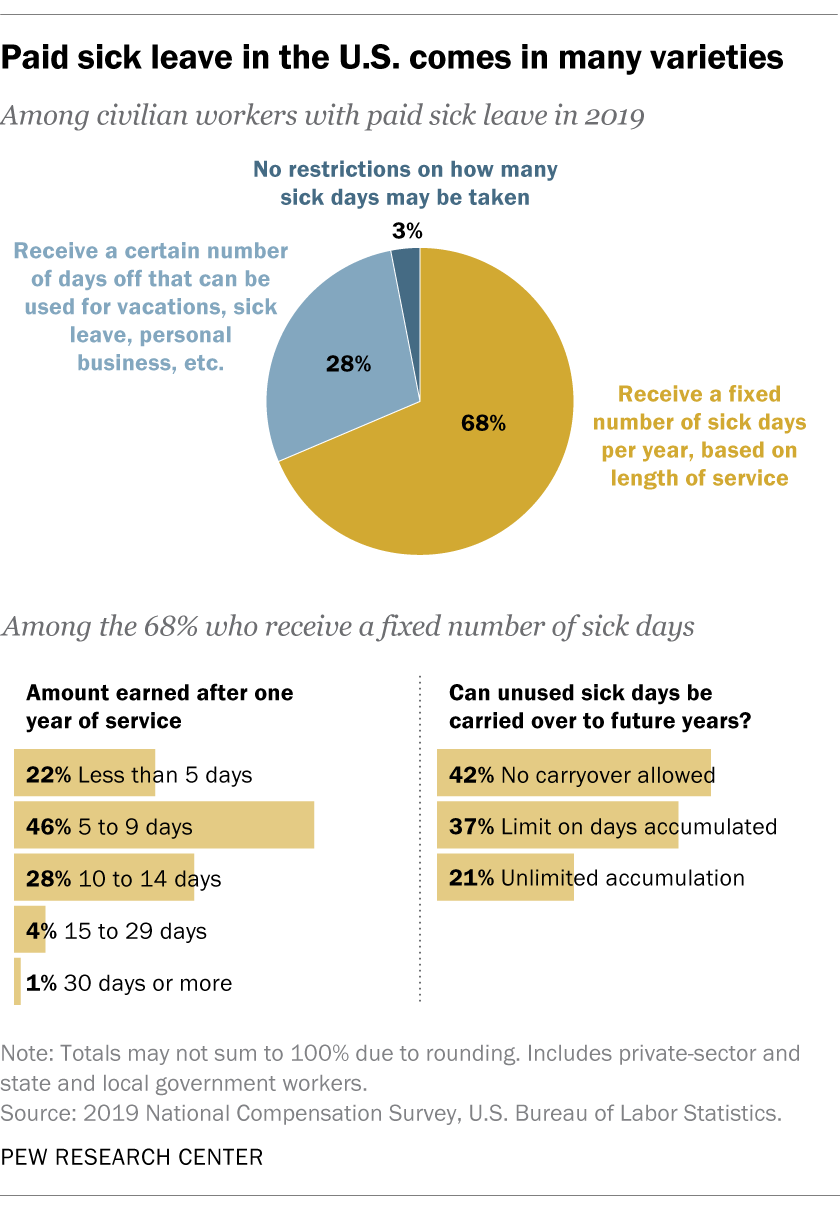 Paid sick leave in the U.S. comes in many varieties
Among civilian workers with paid sick leave in 2019
No restrictions on how many
sick days may be taken
3%
Receive a certain number
of days off that can be
used for vacations, sick
leave, personal
business, etc.
28%
68%
Receive a fixed
number of sick days
per year, based on
length of service
Among the 68% who receive a fixed number of sick days
Amount earned after one
year of service
22% Less than 5 days
46% 5 to 9 days
28% 10 to 14 days
4% 15 to 29 days
1% 30 days or more
Can unused sick days be
carried over to future years?
42% No carryover allowed
37% Limit on days accumulated
21% Unlimited accumulation
Note: Totals may not sum to 100% due to rounding. Includes private-sector and
state and local government workers.
Source: 2019 National Compensation Survey, U.S. Bureau of Labor Statistics.
PEW RESEARCH CENTER